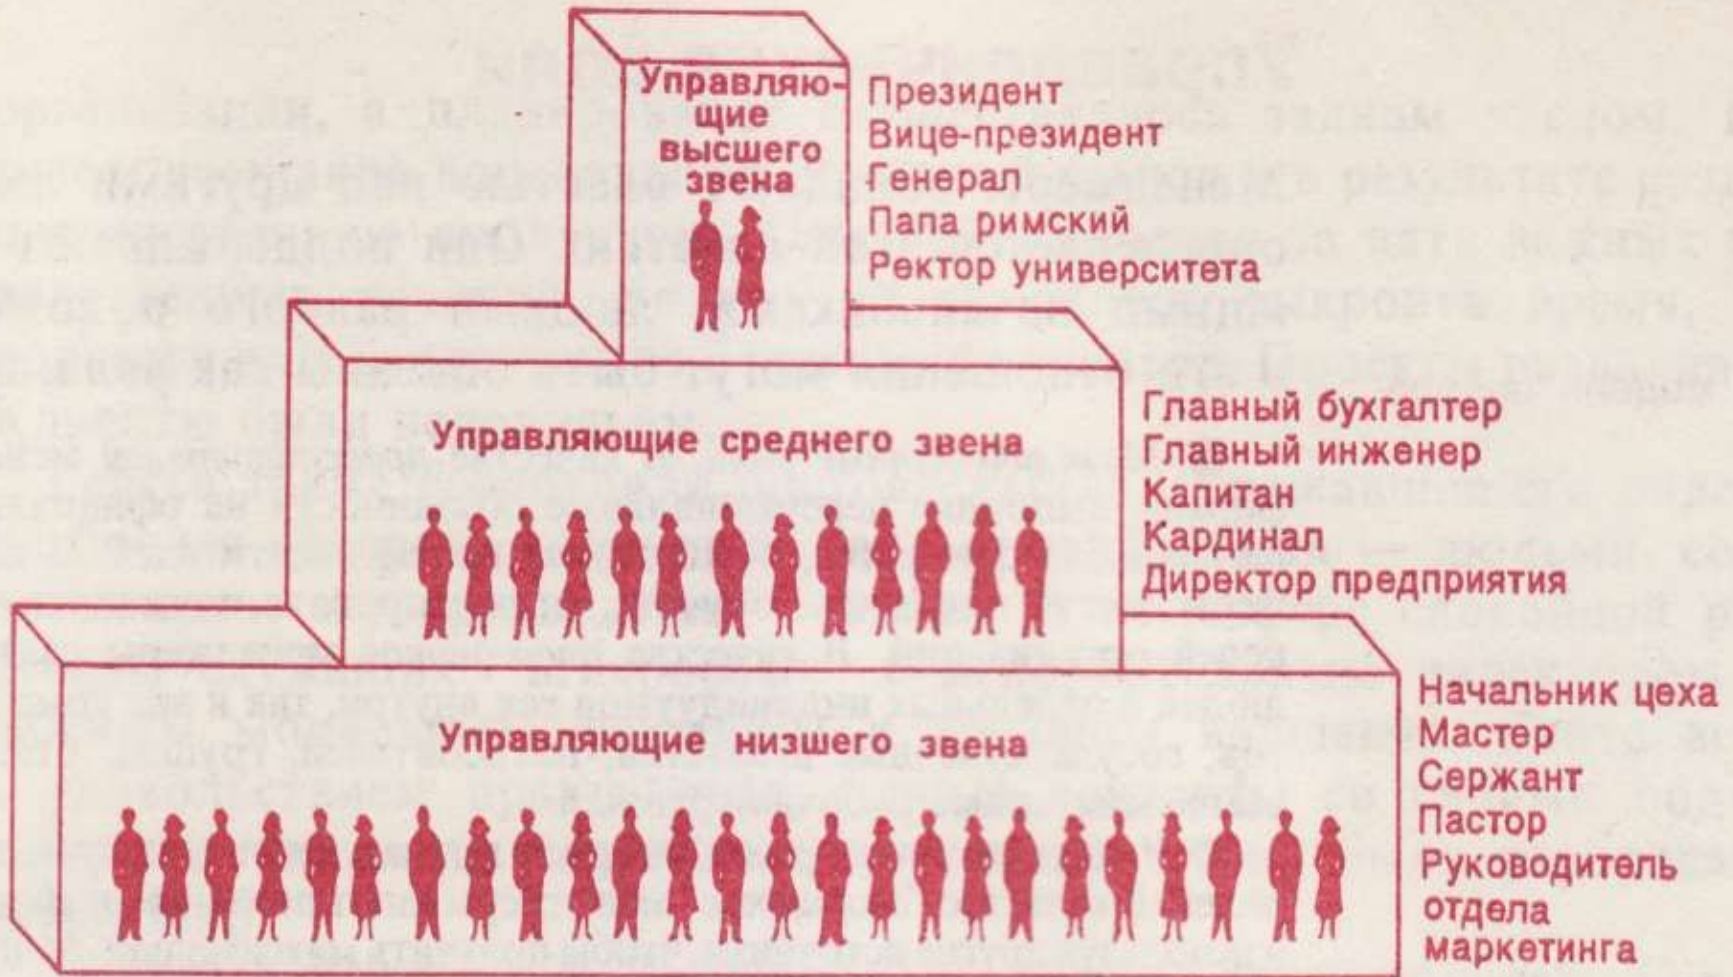 Управляю-
щие
высшего
звена
Президент
Вице-президент
Генерал
Папа римский
Ректор университета
Управляющие среднего звена
Главный бухгалтер
Главный инженер
Капитан
Кардинал
Директор предприятия
Управляющие низшего звена
Начальник цеха
Мастер
Сержант
Пастор
Руководитель
отдела
маркетинга